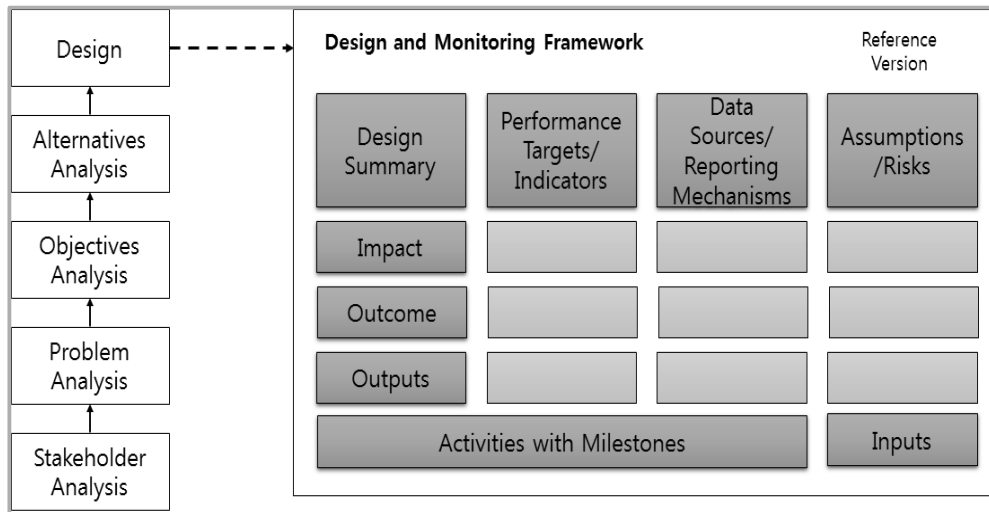 Design
Alternatives
Analysis
Objectives
Analysis
Problem
Analysis
Stakeholder
Analysis
Design and Monitoring Framework
Reference
Version
Design
Summary
Performance
Targets/
Indicators
Data
Sources/
Reporting
Mechanisms
Assumptions
/Risks
Impact
Outcome
Outputs
Activities with Milestones
Inputs